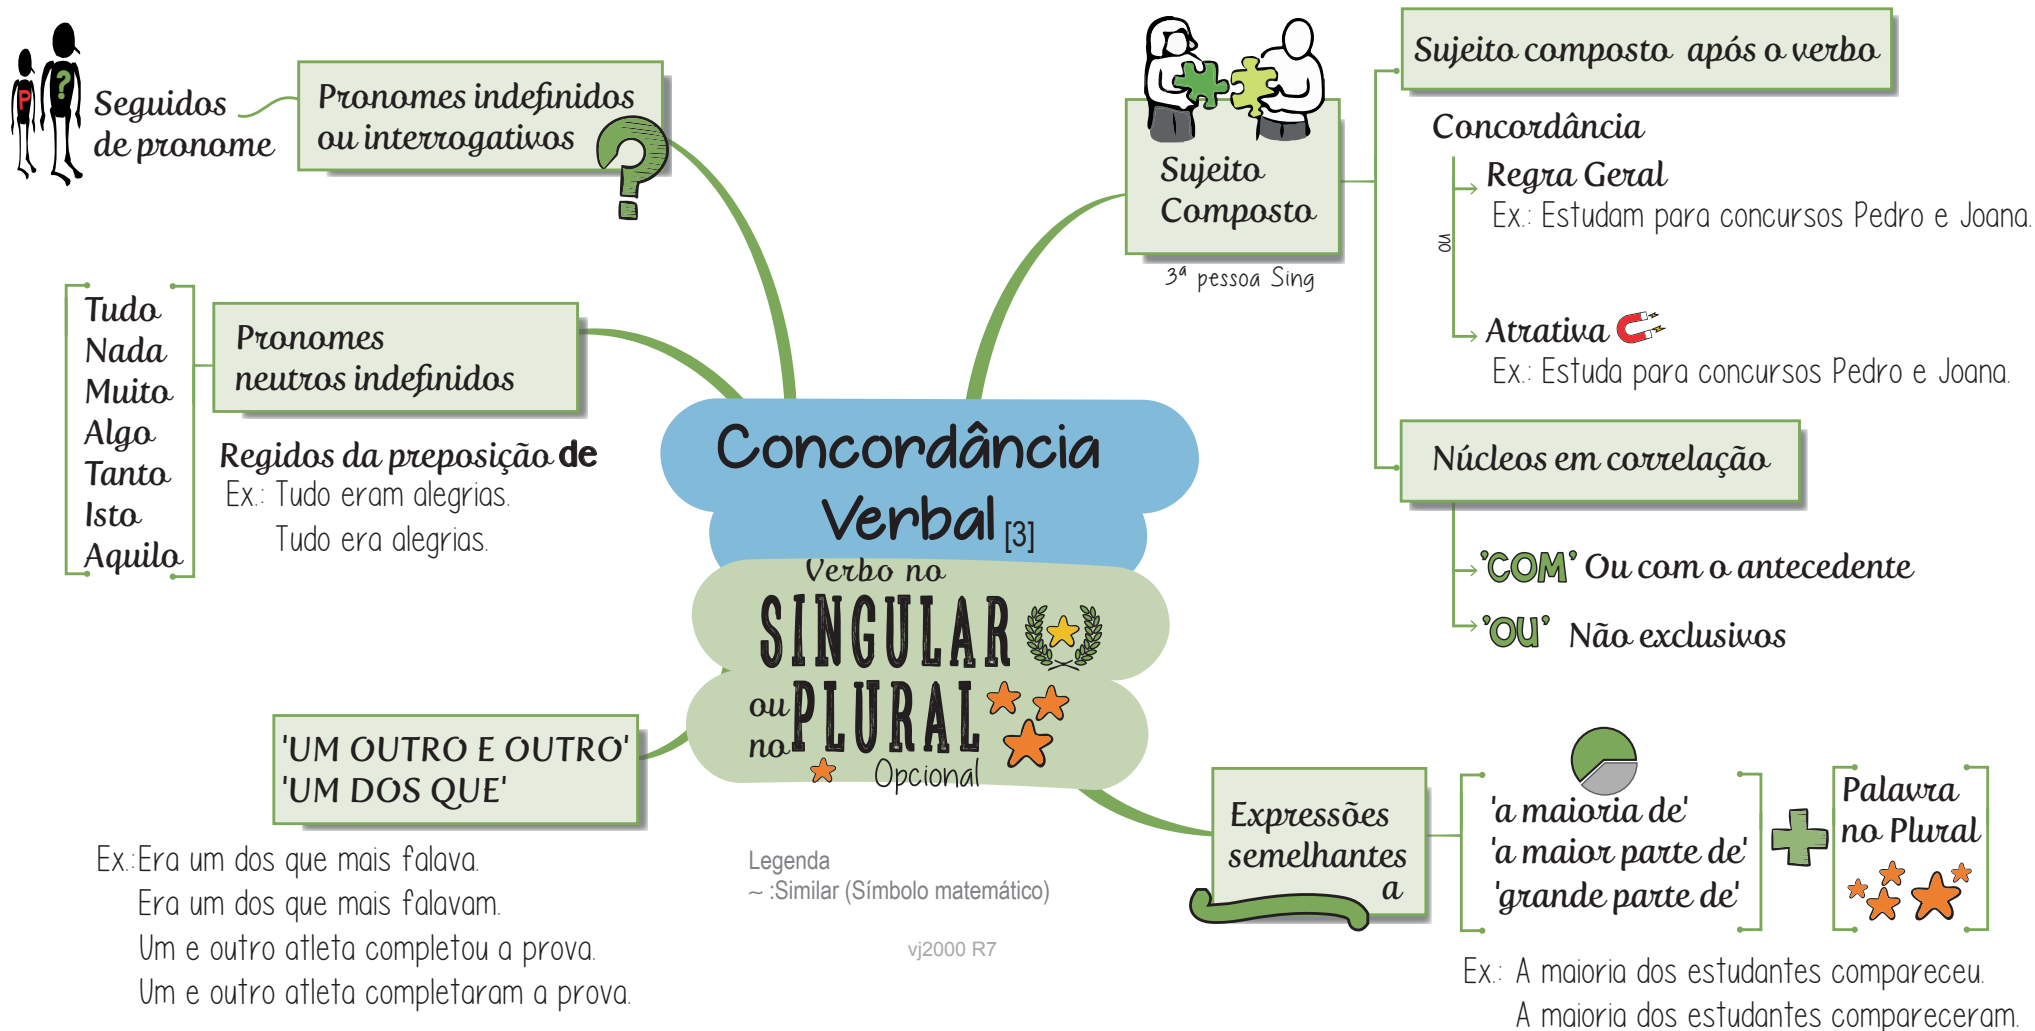 P
?
Seguidos
de pronome
Pronomes indefinidos
ou interrogativos
Tudo
Nada
Muito
Algo
Tanto
Isto
Aquilo
Pronomes
neutros indefinidos
Regidos da preposição de
Ex.: Tudo eram alegrias.
Tudo era alegrias.
Sujeito
Composto
3ª pessoa Sing
Sujeito composto após o verbo
Concordância
Regra Geral
Ex.: Estudam para concursos Pedro e Joana.
ou
Atrativa
Ex.: Estuda para concursos Pedro e Joana.
Núcleos em correlação
'COM' Ou com o antecedente
'OU' Não exclusivos
Concordância
Verbal [3]
Verbo no
SINGULAR
ou
no PLURAL
Opcional
'UM OUTRO E OUTRO'
'UM DOS QUE'
Ex.:Era um dos que mais falava.
Era um dos que mais falavam.
Um e outro atleta completou a prova.
Um e outro atleta completaram a prova.
Legenda
~ :Similar (Símbolo matemático)
vj2000 R7
Expressões
semelhantes
a
'a maioria de'
'a maior parte de'
'grande parte de'
Palavra
no Plural
Ex.: A maioria dos estudantes compareceu.
A maioria dos estudantes compareceram.